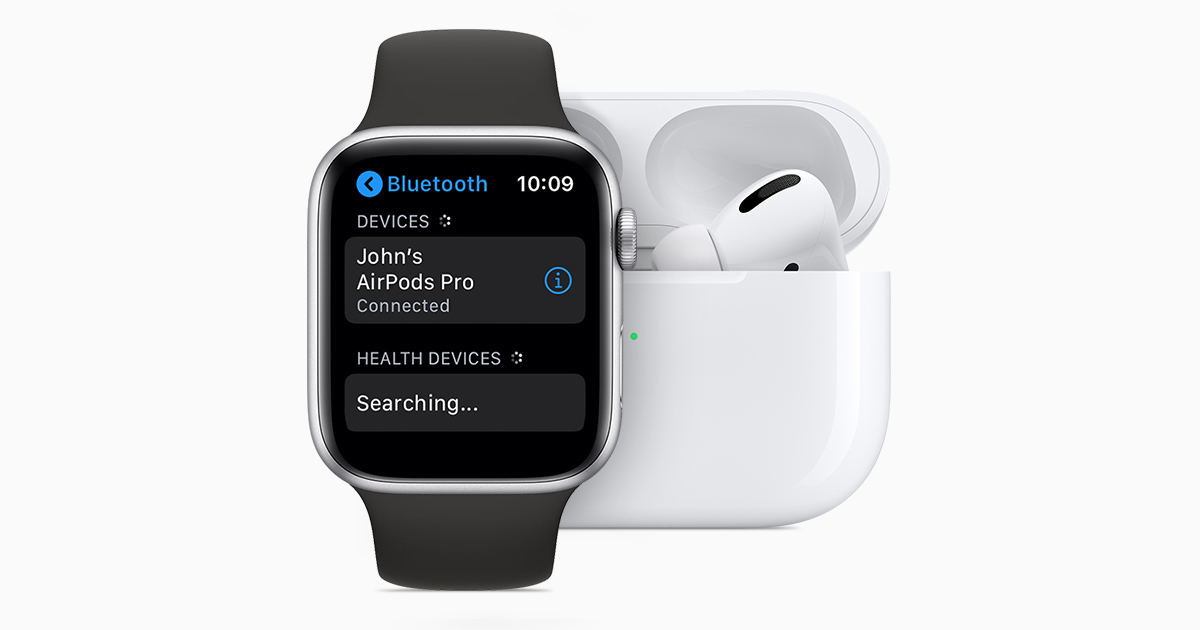 Bluetooth 10:09
DEVICES
John’s
AirPods Pro
Connected
HEALTH DEVICES
Searching...